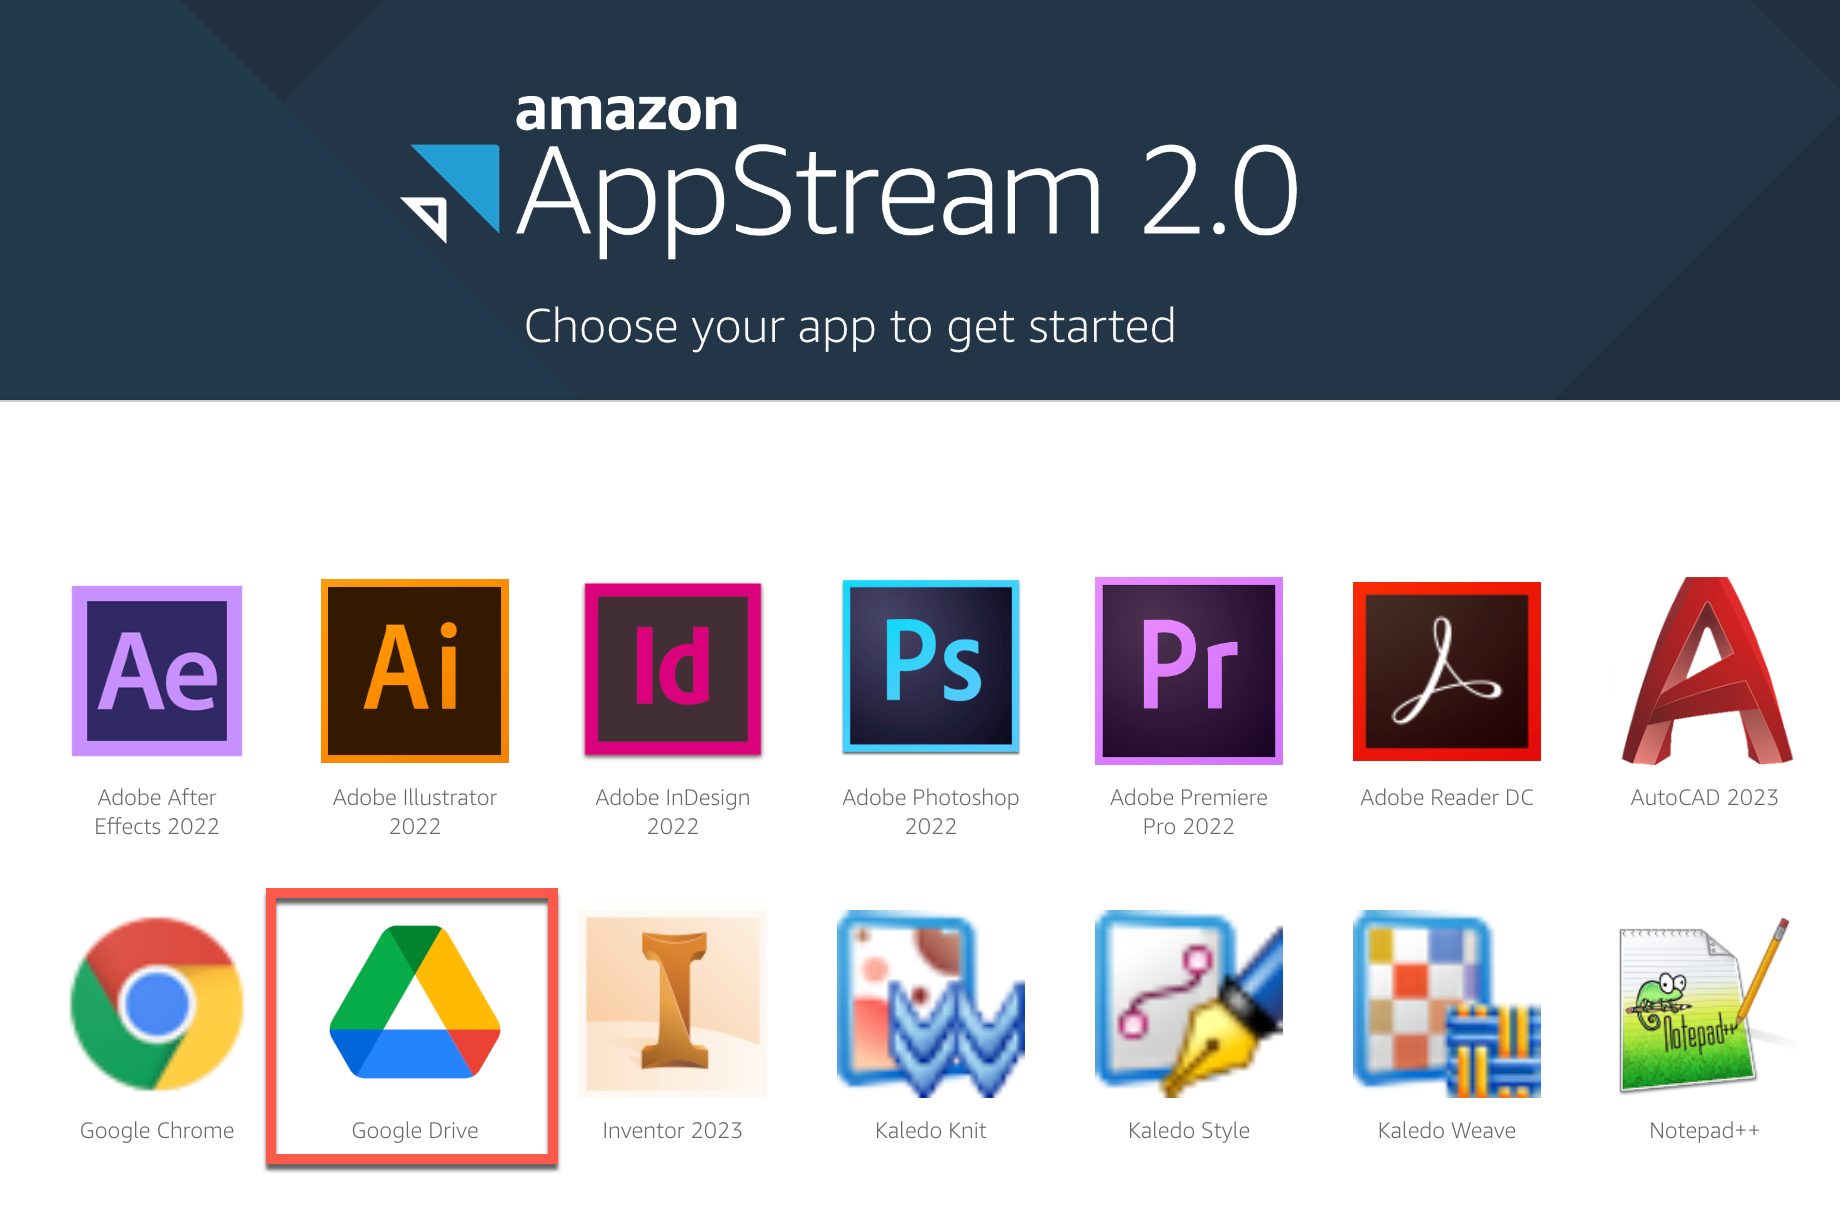 amazon
AppStream 2.0
Choose your app to get started
Ae
Ai
Id
Ps
Pr
Adobe After
Effects 2022
Adobe Illustrator
2022
Adobe InDesign
2022
Adobe Photoshop
2022
Adobe Premiere
Pro 2022
Adobe Reader DC
AutoCAD 2023
Notepad++
Google Chrome
Google Drive
Inventor 2023
Kaledo Knit
Kaledo Style
Kaledo Weave
Notepad++